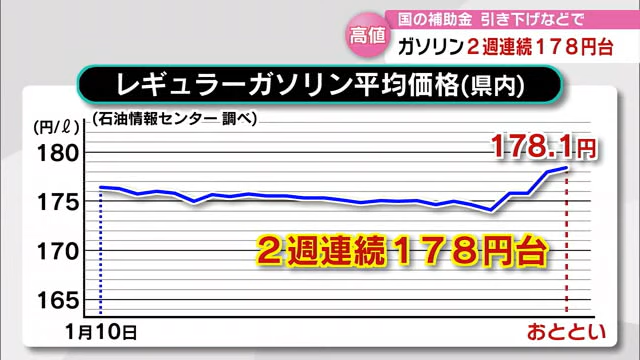 国の補助金 引き下げなどで
高値
ガソリン２週連続１７８円台
レギュラーガソリン平均価格(県内)
(円/ℓ)
(石油情報センター 調べ)
180
178.1円
175
170
２週連続１７８円台
165
1月10日
おととい